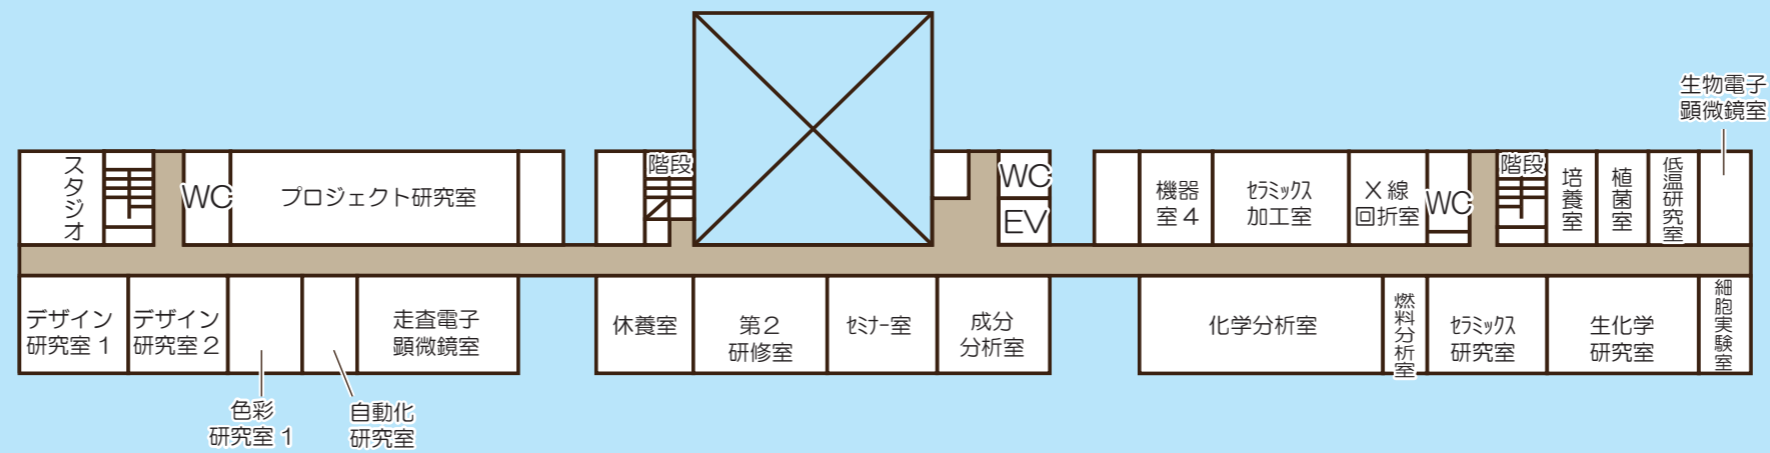 生物電子
顕微鏡室
スタジオ
WC
プロジェクト研究室
階段
WC
EV
機器
室4
セラミックス
加工室
X線
回折室
WC
階段
培養室
植菌室
低温研究室
デザイン
研究室1
デザイン
研究室2
走査電子
顕微鏡室
休養室
第2
研修室
セミナー室
成分
分析室
化学分析室
燃料分析室
セラミックス
研究室
生化学
研究室
細胞実験室
色彩
研究室1
自動化
研究室